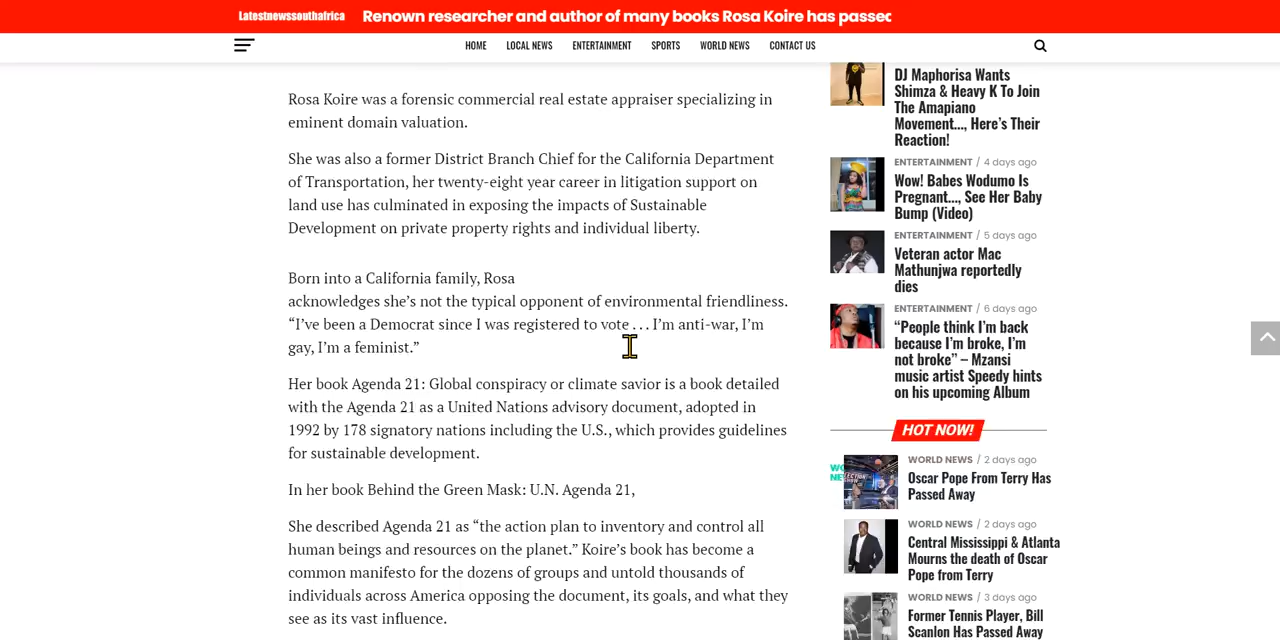 Latestnewssouthafrica
Renown researcher and author of many books Rosa Koire has passed
HOME
LOCAL NEWS
ENTERTAINMENT
SPORTS
WORLD NEWS
CONTACT US
Rosa Koire was a forensic commercial real estate appraiser specializing in
eminent domain valuation.
She was also a former District Branch Chief for the California Department
of Transportation, her twenty-eight year career in litigation support on
land use has culminated in exposing the impacts of Sustainable
Development on private property rights and individual liberty.
Born into a California family, Rosa
acknowledges she’s not the typical opponent of environmental friendliness.
“I’ve been a Democrat since I was registered to vote . . . I’m anti-war, I’m
gay, I’m a feminist.”
Her book Agenda 21: Global conspiracy or climate savior is a book detailed
with the Agenda 21 as a United Nations advisory document, adopted in
1992 by 178 signatory nations including the U.S., which provides guidelines
for sustainable development.
In her book Behind the Green Mask: U.N. Agenda 21,
She described Agenda 21 as “the action plan to inventory and control all
human beings and resources on the planet.” Koire’s book has become a
common manifesto for the dozens of groups and untold thousands of
individuals across America opposing the document, its goals, and what they
see as its vast influence.
DJ Maphorisa Wants
Shimza & Heavy K To Join
The Amapiano
Movement..., Here’s Their
Reaction!
ENTERTAINMENT / 4 days ago
Wow! Babes Wodumo Is
Pregnant..., See Her Baby
Bump (Video)
ENTERTAINMENT / 5 days ago
Veteran actor Mac
Mathunjwa reportedly
dies
ENTERTAINMENT / 6 days ago
“People think I’m back
because I’m broke, I’m
not broke” – Mzansi
music artist Speedy hints
on his upcoming Album
HOT NOW!
WORLD NEWS / 2 days ago
Oscar Pope From Terry Has
Passed Away
WORLD NEWS / 2 days ago
Central Mississippi & Atlanta
Mourns the death of Oscar
Pope from Terry
WORLD NEWS / 3 days ago
Former Tennis Player, Bill
Scanlon Has Passed Away